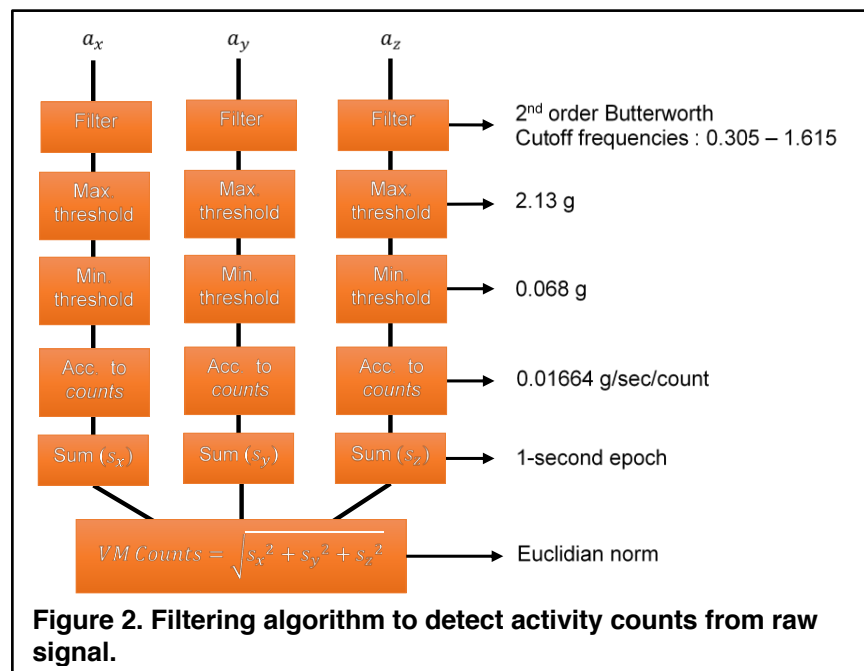 a_x a_y a_z
Filter Filter Filter
2nd order Butterworth
Cutoff frequencies : 0.305 – 1.615
Max. threshold Max. threshold Max. threshold
2.13 g
Min. threshold Min. threshold Min. threshold
0.068 g
Acc. to counts Acc. to counts Acc. to counts
0.01664 g/sec/count
Sum (s_x) Sum (s_y) Sum (s_z)
1-second epoch
VM Counts = √(s_x² + s_y² + s_z²)
Euclidian norm
Figure 2. Filtering algorithm to detect activity counts from raw
signal.